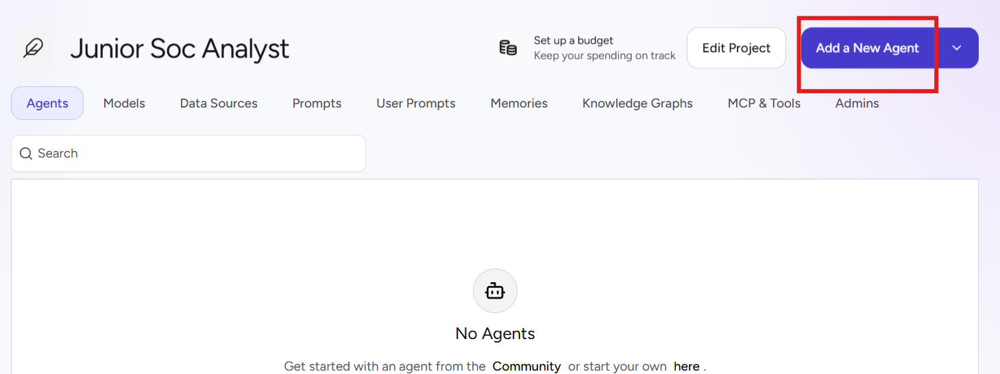 Junior Soc Analyst
Set up a budget
Keep your spending on track
Edit Project
Add a New Agent
Agents
Models
Data Sources
Prompts
User Prompts
Memories
Knowledge Graphs
MCP & Tools
Admins
Search
No Agents
Get started with an agent from the Community or start your own here .